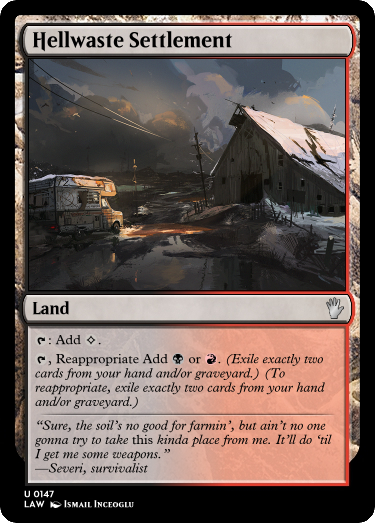 Hellwaste Settlement
Land
: Add .
, Reappropriate Add or . (Exile exactly two
cards from your hand and/or graveyard.) (To
reappropriate, exile exactly two cards from your hand
and/or graveyard.)
“Sure, the soil’s no good for farmin’, but ain’t no one
gonna try to take this kinda place from me. It’ll do ‘til
I get me some weapons.”
—Severi, survivalist
U 0147
LAW Ismail Inceoglu